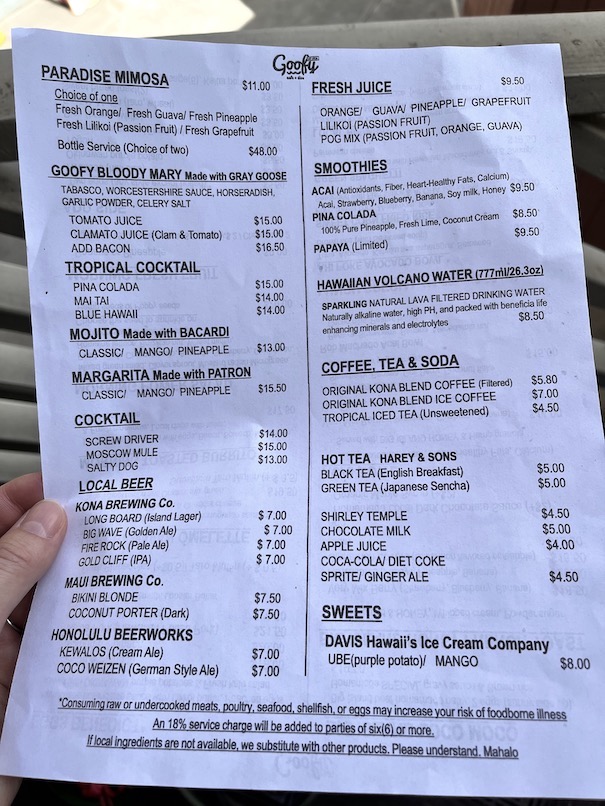 Goofy
PARADISE MIMOSA $11.00
Choice of one
Fresh Orange/ Fresh Guava/ Fresh Pineapple
Fresh Lilikoi (Passion Fruit) / Fresh Grapefruit
Bottle Service (Choice of two) $48.00
GOOFY BLOODY MARY Made with GRAY GOOSE
TABASCO, WORCESTERSHIRE SAUCE, HORSERADISH,
GARLIC POWDER, CELERY SALT
TOMATO JUICE $15.00
CLAMATO JUICE (Clam & Tomato) $15.00
ADD BACON $16.50
TROPICAL COCKTAIL
PINA COLADA $15.00
MAI TAI $14.00
BLUE HAWAII $14.00
MOJITO Made with BACARDI
CLASSIC/ MANGO/ PINEAPPLE $13.00
MARGARITA Made with PATRON
CLASSIC/ MANGO/ PINEAPPLE $15.50
COCKTAIL
SCREW DRIVER $14.00
MOSCOW MULE $15.00
SALTY DOG $13.00
LOCAL BEER
KONA BREWING Co.
LONG BOARD (Island Lager) $ 7.00
BIG WAVE (Golden Ale) $ 7.00
FIRE ROCK (Pale Ale) $ 7.00
GOLD CLIFF (IPA) $ 7.00
MAUI BREWING Co.
BIKINI BLONDE $7.50
COCONUT PORTER (Dark) $7.50
HONOLULU BEERWORKS
KEWALOS (Cream Ale) $7.00
COCO WEIZEN (German Style Ale) $7.00
FRESH JUICE $9.50
ORANGE/ GUAVA/ PINEAPPLE/ GRAPEFRUIT
LILIKOI (PASSION FRUIT)
POG MIX (PASSION FRUIT, ORANGE, GUAVA)
SMOOTHIES
ACAI (Antioxidants, Fiber, Heart-Healthy Fats, Calcium)
Acai, Strawberry, Blueberry, Banana, Soy milk, Honey $9.50
PINA COLADA
100% Pure Pineapple, Fresh Lime, Coconut Cream $8.50
PAPAYA (Limited) $9.50
HAWAIIAN VOLCANO WATER (777ml/26.3oz)
SPARKLING NATURAL LAVA FILTERED DRINKING WATER
Naturally alkaline water, high PH, and packed with beneficia life
enhancing minerals and electrolytes $8.50
COFFEE, TEA & SODA
ORIGINAL KONA BLEND COFFEE (Filtered) $5.80
ORIGINAL KONA BLEND ICE COFFEE $7.00
TROPICAL ICED TEA (Unsweetened) $4.50
HOT TEA HAREY & SONS
BLACK TEA (English Breakfast) $5.00
GREEN TEA (Japanese Sencha) $5.00
SHIRLEY TEMPLE $4.50
CHOCOLATE MILK $5.00
APPLE JUICE $4.00
COCA-COLA/ DIET COKE
SPRITE/ GINGER ALE $4.50
SWEETS
DAVIS Hawaii's Ice Cream Company
UBE(purple potato)/ MANGO $8.00
*Consuming raw or undercooked meats, poultry, seafood, shellfish, or eggs may increase your risk of foodborne illness
An 18% service charge will be added to parties of six(6) or more.
If local ingredients are not available, we substitute with other products. Please understand. Mahalo